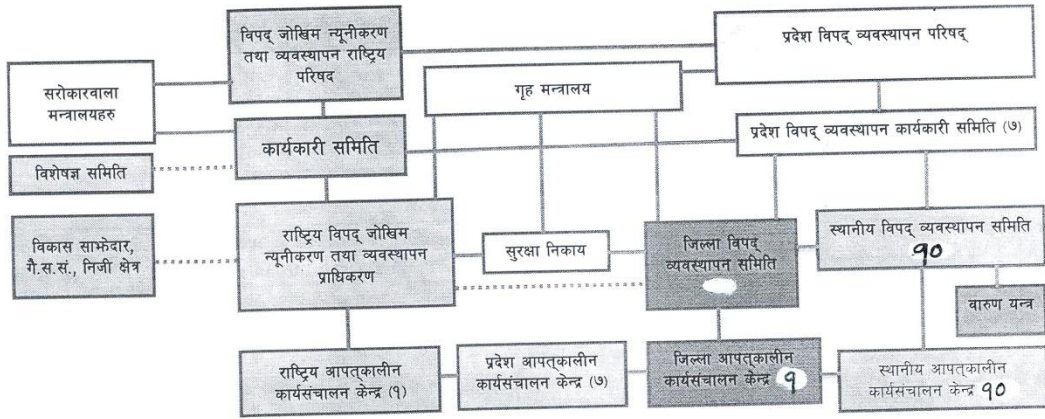 विपद् जोखिम न्यूनीकरण
तथा व्यवस्थापन राष्ट्रिय
परिषद
प्रदेश विपद् व्यवस्थापन परिषद्
सरोकारवाला
मन्त्रालयहरु
गृह मन्त्रालय
कार्यकारी समिति
प्रदेश विपद् व्यवस्थापन कार्यकारी समिति (७)
विशेषज्ञ समिति
विकास साझेदार,
गै.स.सं., निजी क्षेत्र
राष्ट्रिय विपद् जोखिम
न्यूनीकरण तथा व्यवस्थापन
प्राधिकरण
सुरक्षा निकाय
जिल्ला विपद्
व्यवस्थापन समिति
स्थानीय विपद् व्यवस्थापन समिति
१०
वारुण यन्त्र
राष्ट्रिय आपत्कालीन
कार्यसंचालन केन्द्र (१)
प्रदेश आपत्कालीन
कार्यसंचालन केन्द्र (७)
जिल्ला आपत्कालीन
कार्यसंचालन केन्द्र १
स्थानीय आपत्कालीन
कार्यसंचालन केन्द्र १०